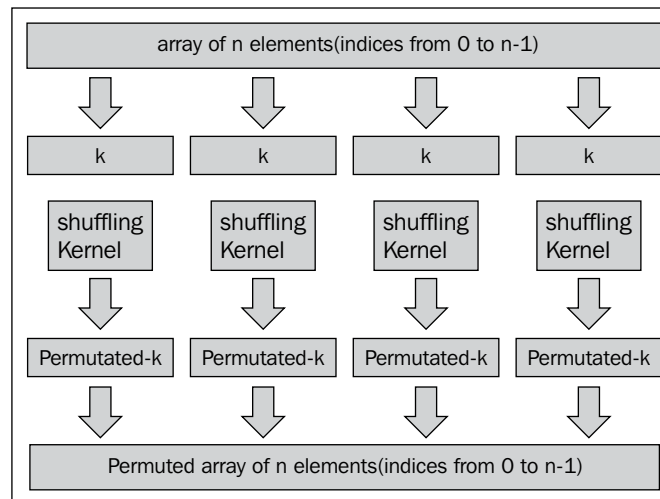 array of n elements(indices from 0 to n-1)
k k k k
shuffling shuffling shuffling shuffling
Kernel Kernel Kernel Kernel
Permutated-k Permutated-k Permutated-k Permutated-k
Permuted array of n elements(indices from 0 to n-1)